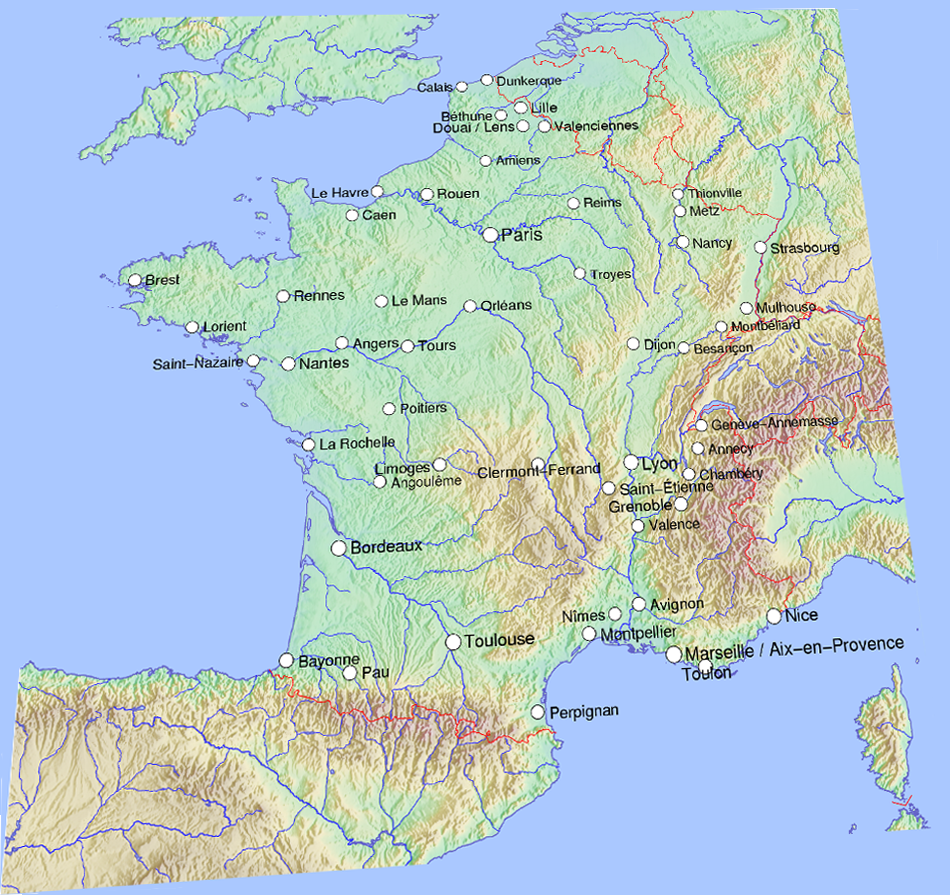 Dunkerque
Calais
Lille
Béthune
Douai / Lens
Valenciennes
Amiens
Le Havre
Rouen
Thionville
Reims
Metz
Caen
Paris
Nancy
Strasbourg
Troyes
Brest
Rennes
Le Mans
Orléans
Mulhouse
Lorient
Montbéliard
Angers
Tours
Dijon
Besançon
Saint-Nazaire
Nantes
Poitiers
Genève-Annemasse
La Rochelle
Annecy
Limoges
Clermont-Ferrand
Lyon
Chambéry
Angoulême
Saint-Étienne
Grenoble
Valence
Bordeaux
Avignon
Nîmes
Nice
Montpellier
Toulouse
Marseille / Aix-en-Provence
Bayonne
Pau
Toulon
Perpignan